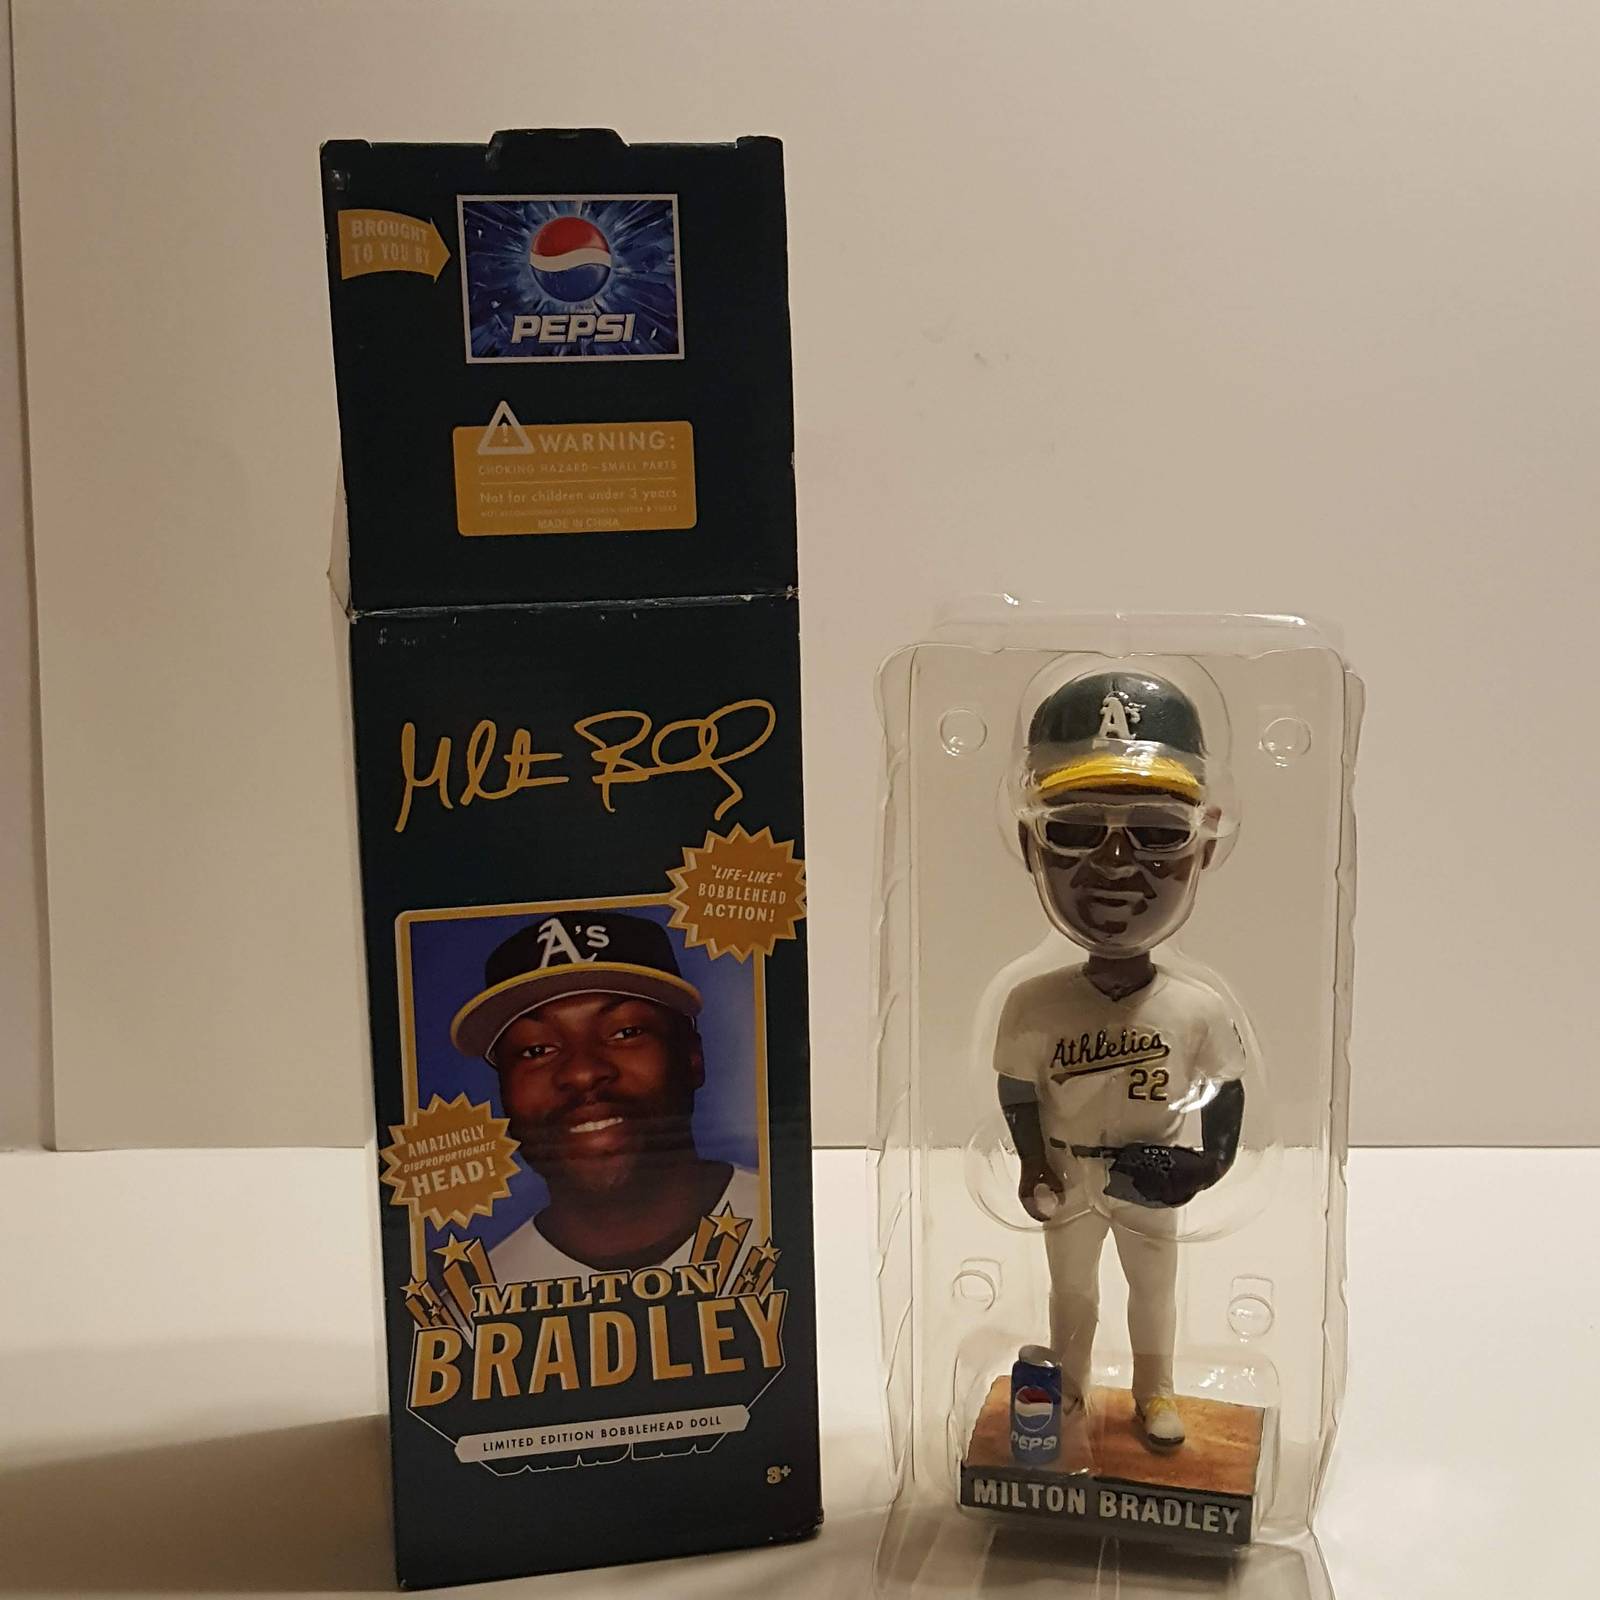 BROUGHT
TO YOU BY
PEPSI
WARNING:
CHOKING HAZARD—SMALL PARTS
Not for children under 3 years
MADE IN CHINA
Milton Bradley
"LIFE-LIKE"
BOBBLEHEAD
ACTION!
A's
AMAZINGLY
DISPROPORTIONATE
HEAD!
MILTON
BRADLEY
LIMITED EDITION BOBBLEHEAD DOLL
3+
A's
Athletics
22
PEPSI
MILTON BRADLEY